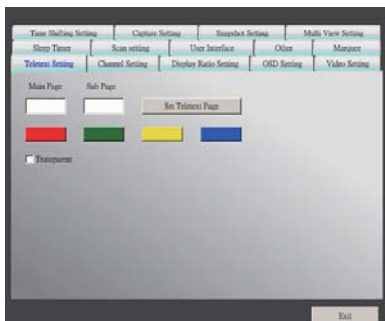 Time Shifting Setting Capture Setting Snapshot Setting Multi View Setting
Sleep Timer Scan setting User Interface Other Marquee
Teletext Setting Channel Setting Display Ratio Setting OSD Setting Video Setting
Main Page Sub Page
Set Teletext Page
Transparent
Exit